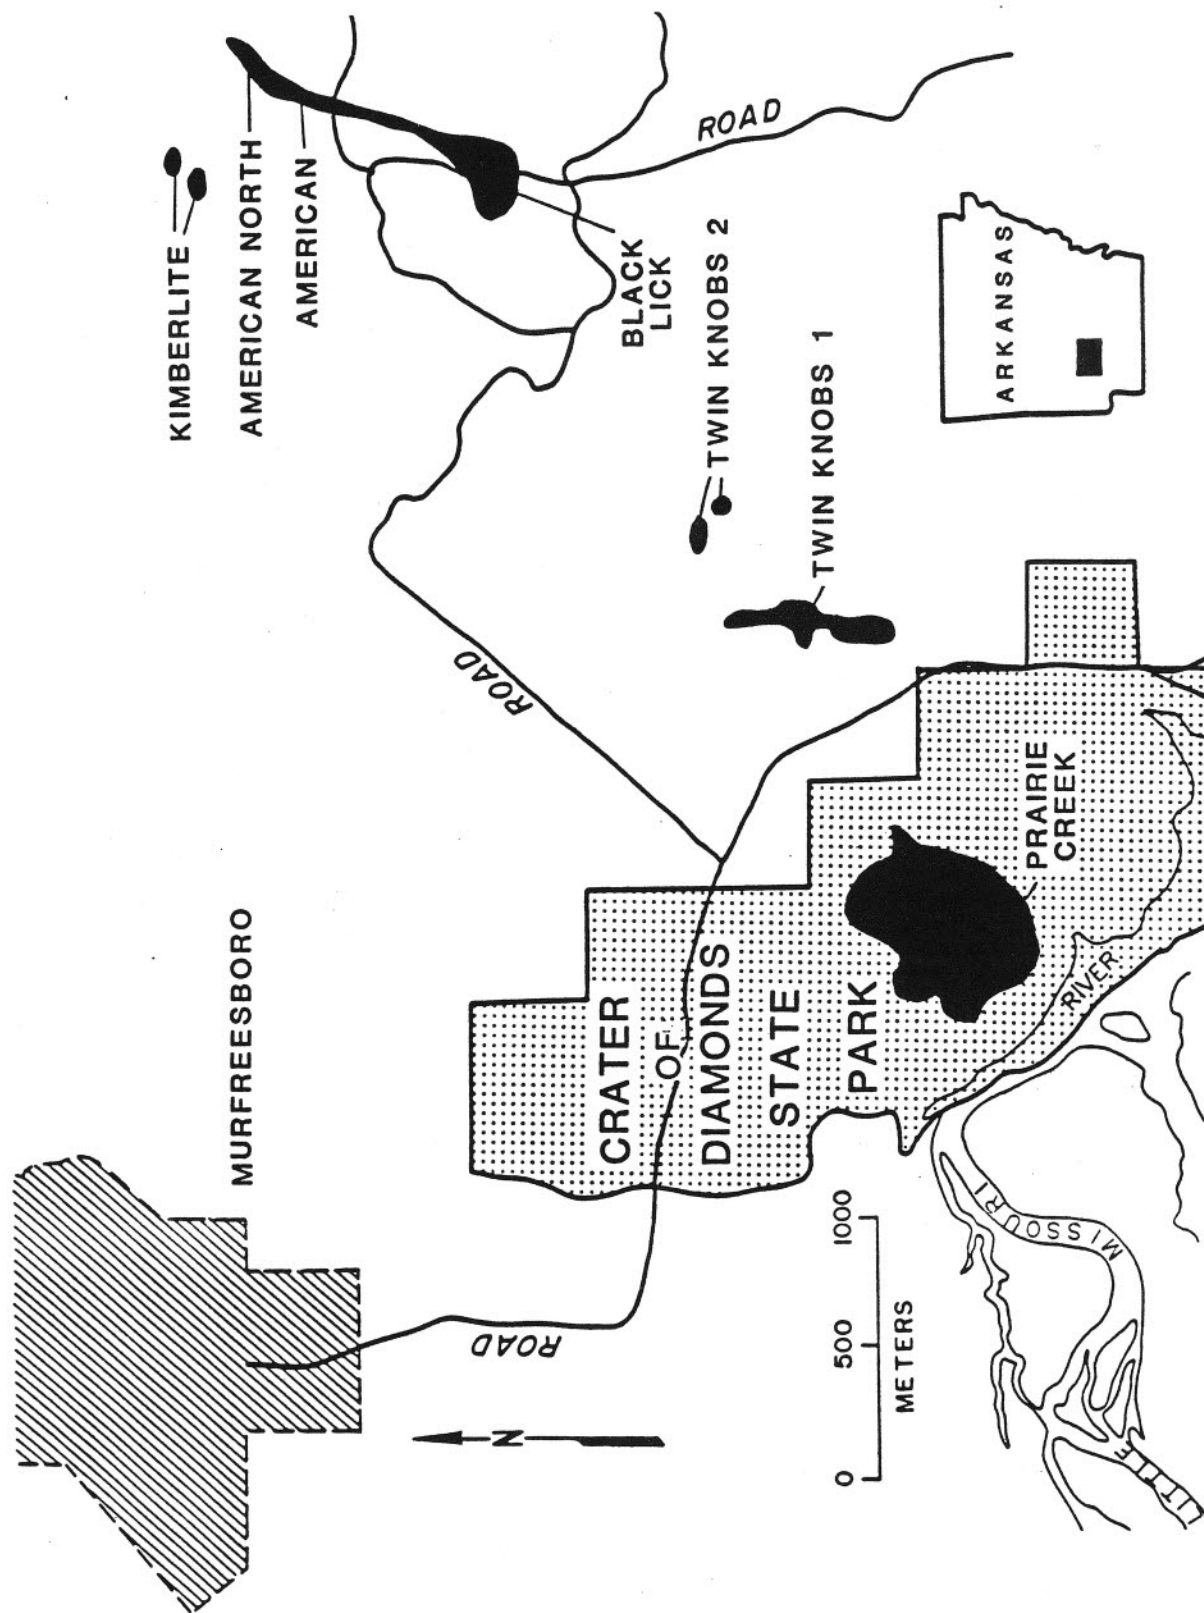 MURFREESBORO
KIMBERLITE
AMERICAN NORTH
AMERICAN
ROAD
N
ROAD
CRATER
OF
DIAMONDS
STATE
PARK
BLACK
LICK
TWIN KNOBS 2
TWIN KNOBS 1
ROAD
0 500 1000
METERS
PRAIRIE
CREEK
ARKANSAS
LITTLE
MISSOURI
RIVER